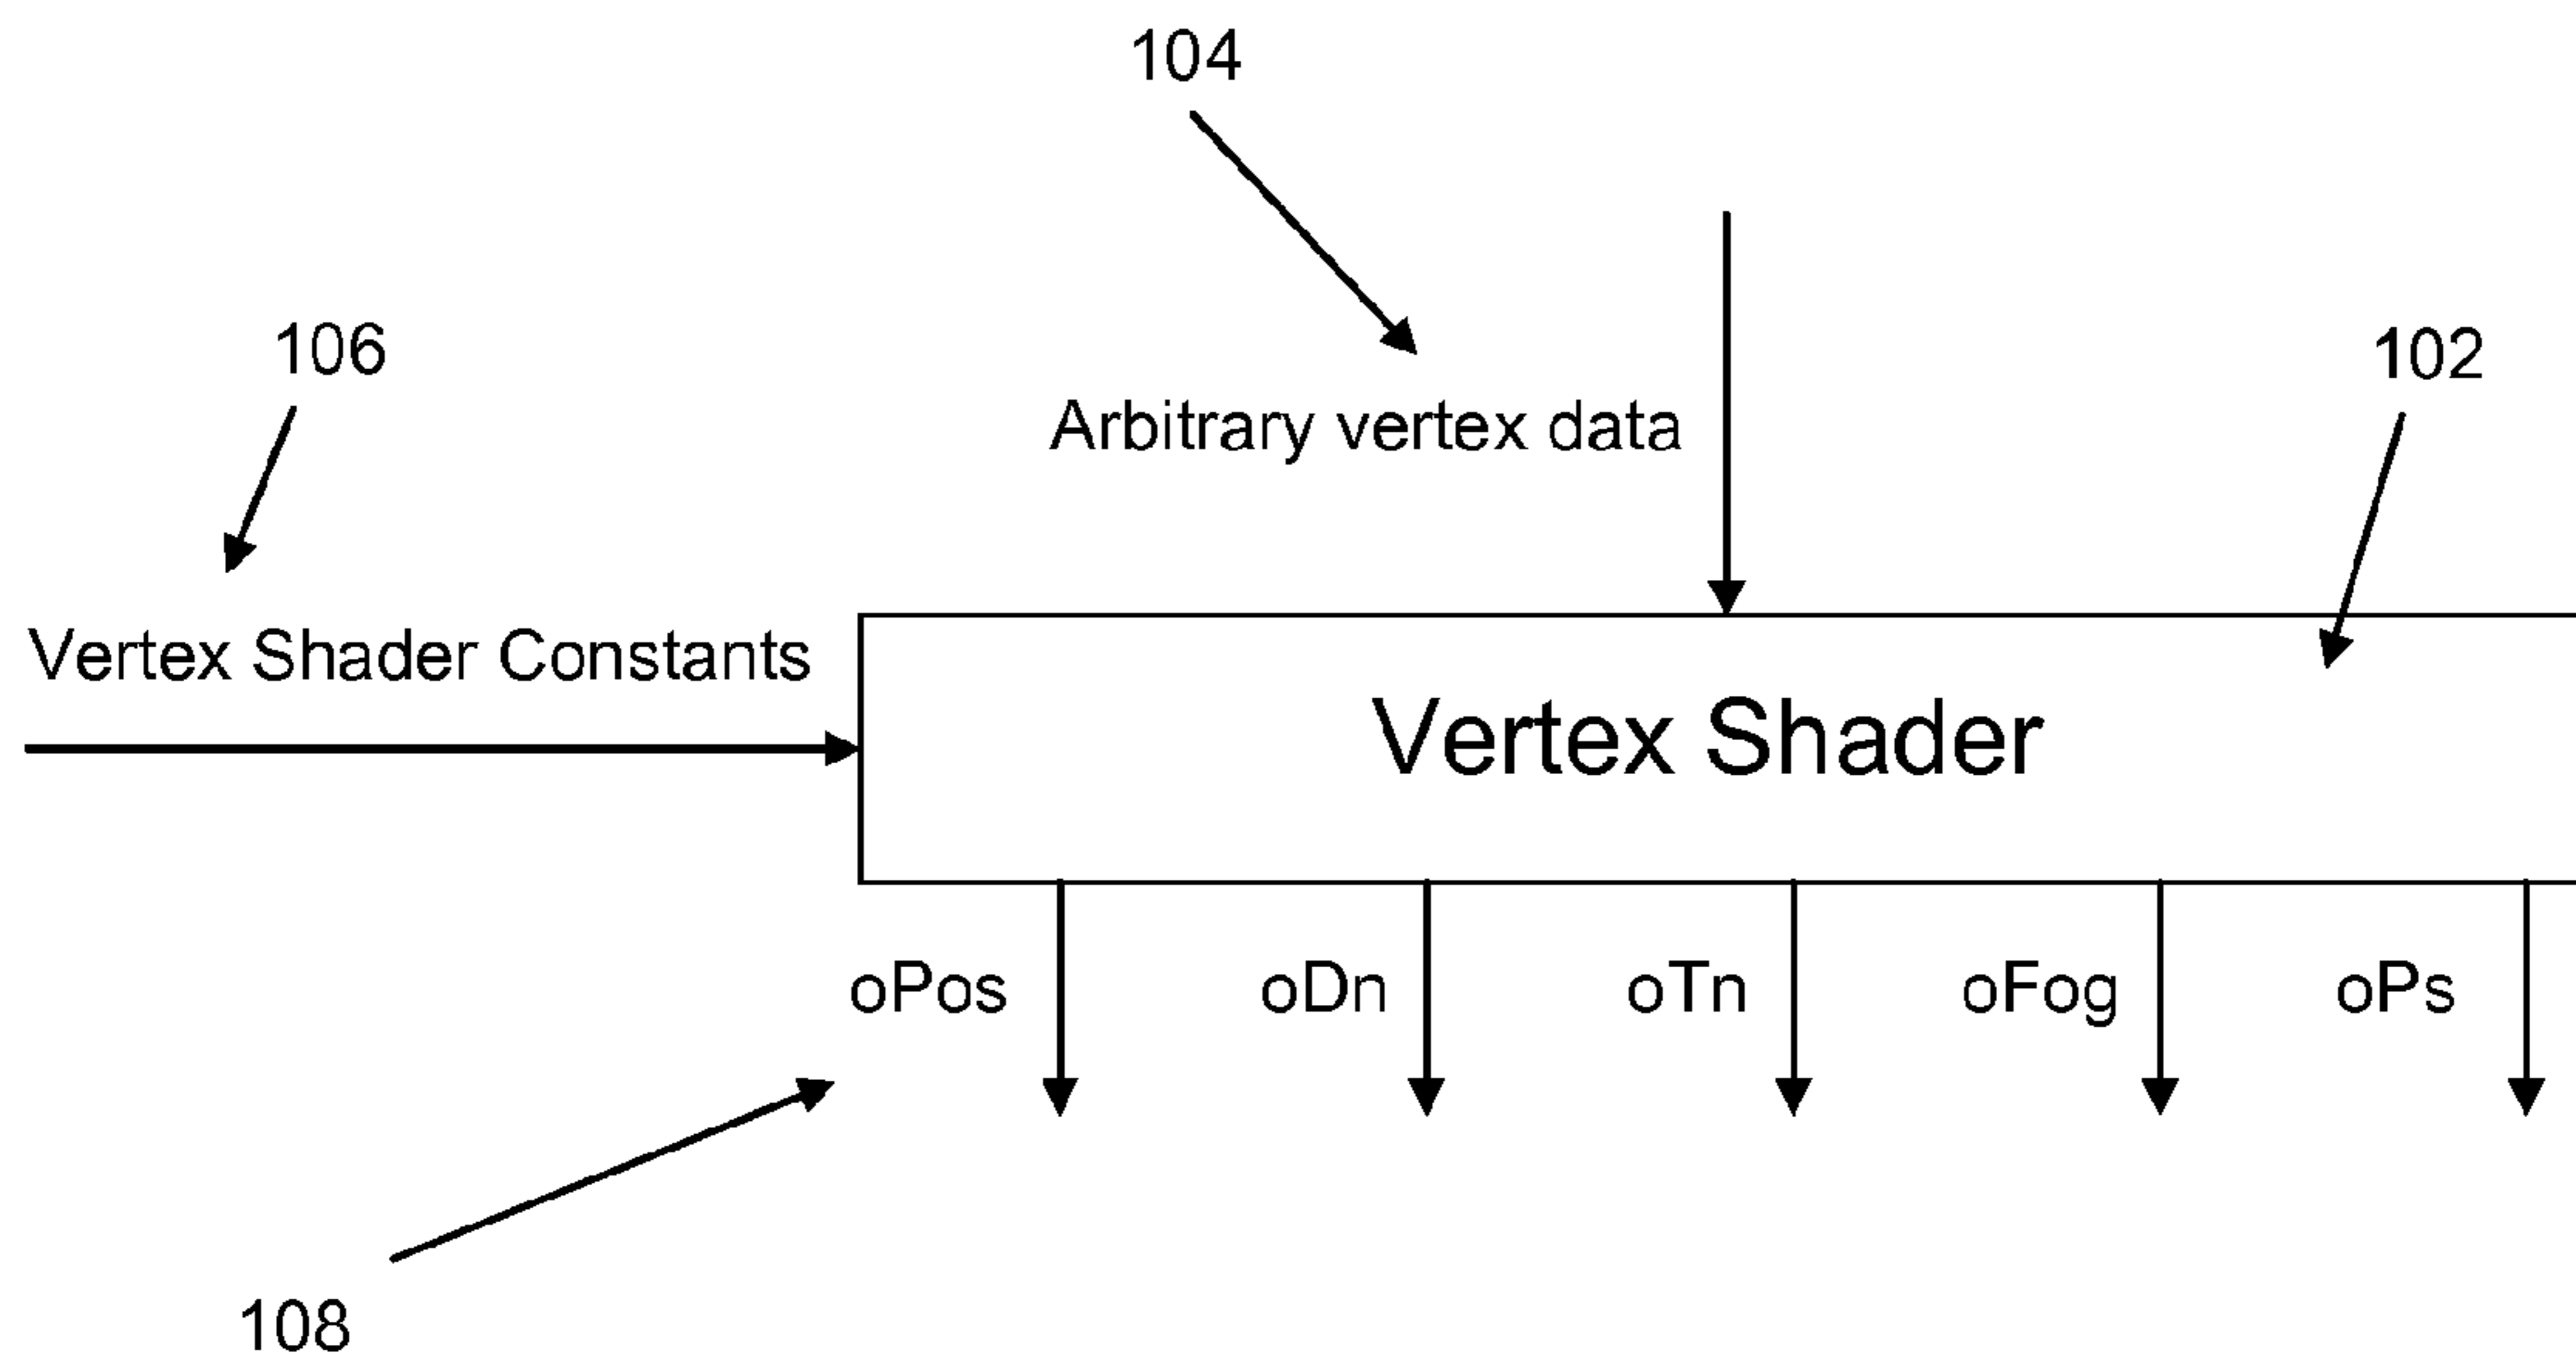 104
106
102
Arbitrary vertex data
Vertex Shader Constants
Vertex Shader
oPos oDn oTn oFog oPs
108